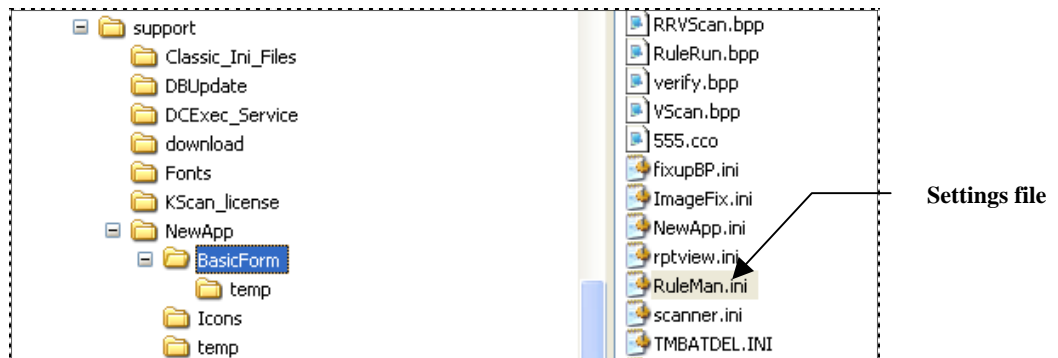 support
Classic_Ini_Files
DBUpdate
DCExec_Service
download
Fonts
KScan_license
NewApp
BasicForm
temp
Icons
temp
RRVScan.bpp
RuleRun.bpp
verify.bpp
VScan.bpp
555.cco
fixupBP.ini
ImageFix.ini
NewApp.ini
rptview.ini
RuleMan.ini
scanner.ini
TMBATDEL.INI
Settings file